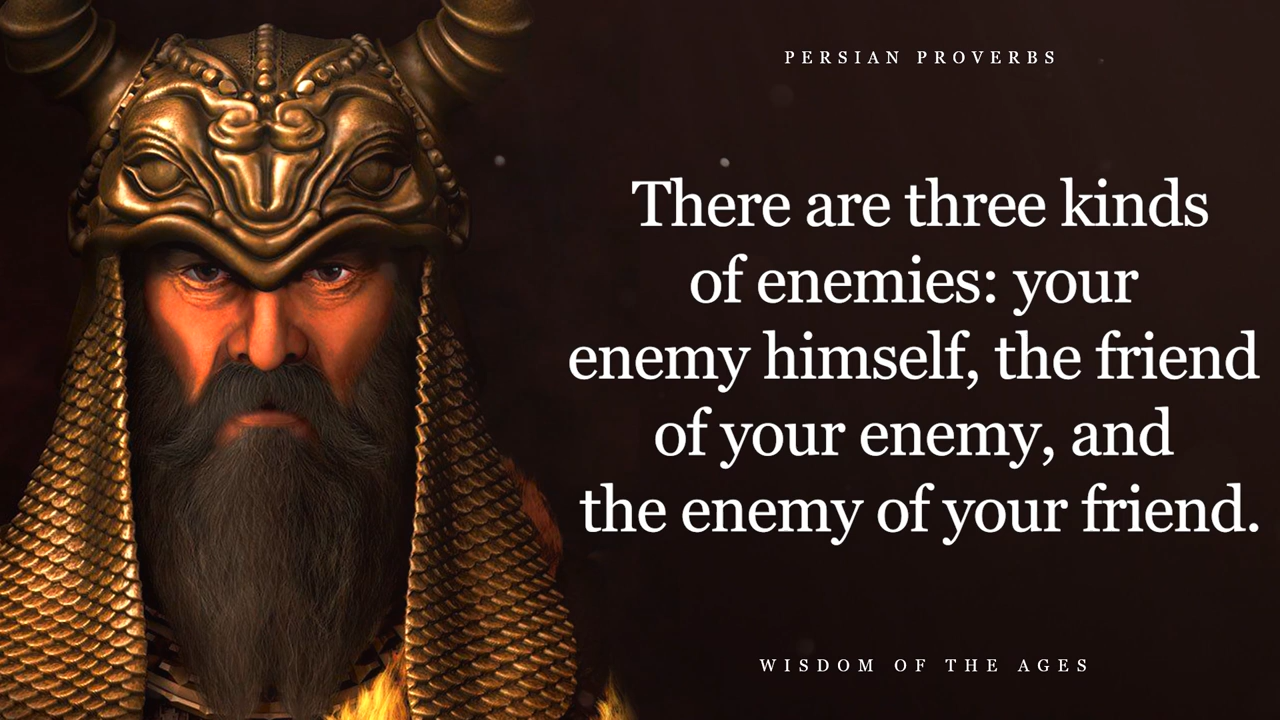 PERSIAN PROVERBS
There are three kinds
of enemies: your
enemy himself, the friend
of your enemy, and
the enemy of your friend.
WISDOM OF THE AGES